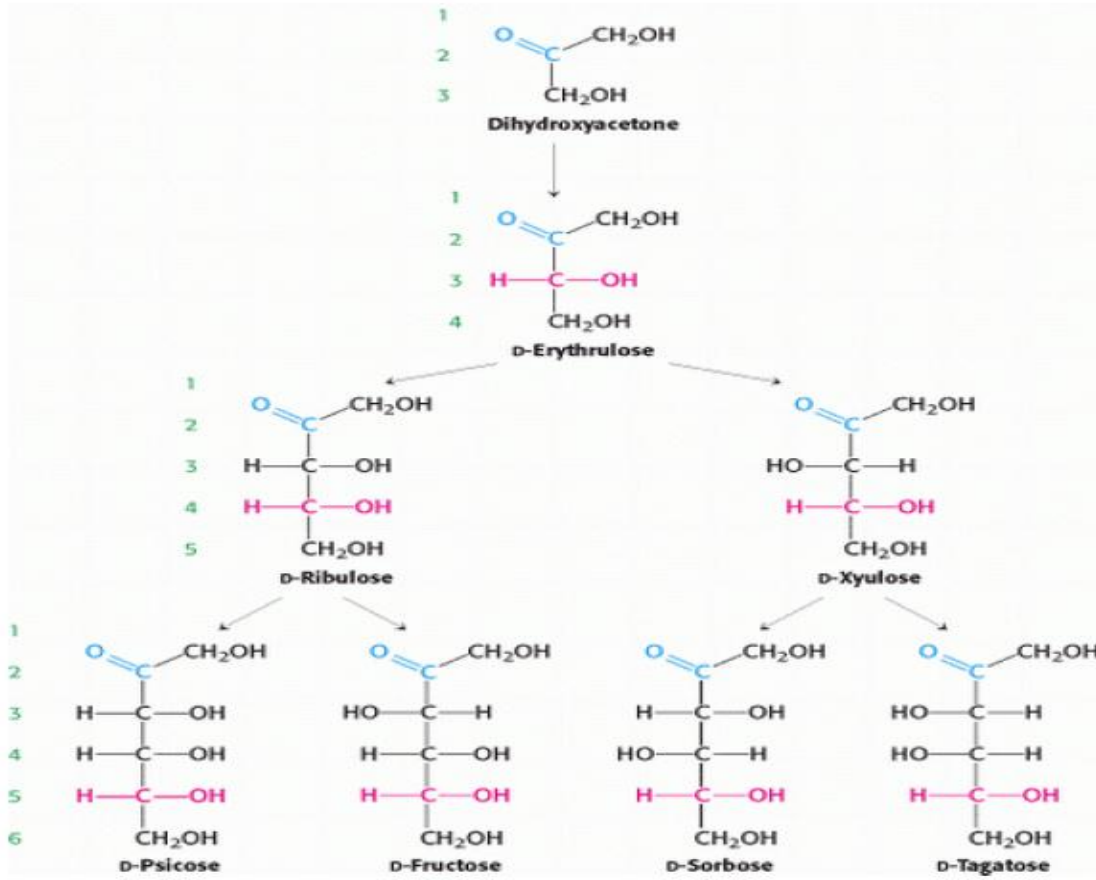 1
O CH₂OH
2
C
3 CH₂OH
Dihydroxyacetone
1
O CH₂OH
2 C
3 H C OH
4 CH₂OH
D-Erythrulose
1
O CH₂OH O CH₂OH
2 C C
3 H C OH HO C H
4 H C OH H C OH
5 CH₂OH CH₂OH
D-Ribulose D-Xyulose
1
O CH₂OH O CH₂OH O CH₂OH O CH₂OH
2 C C C C
3 H C OH HO C H H C OH HO C H
4 H C OH H C OH HO C H HO C H
5 H C OH H C OH H C OH H C OH
6 CH₂OH CH₂OH CH₂OH CH₂OH
D-Psicose D-Fructose D-Sorbose D-Tagatose